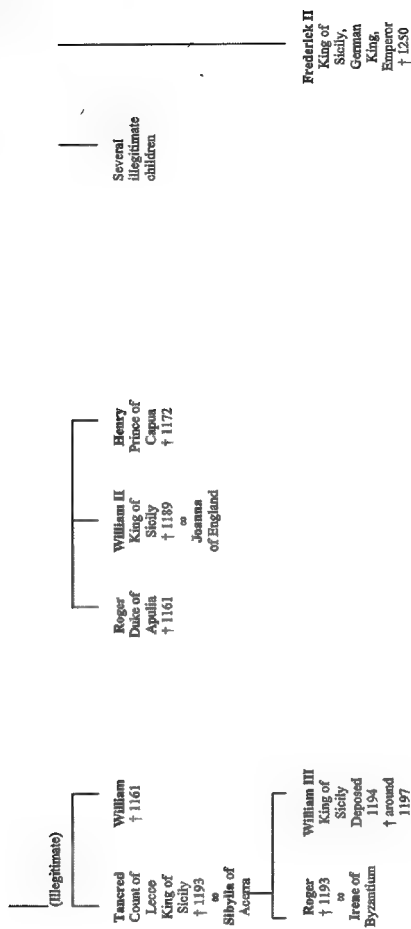 (Illegitimate)
Tancred
Count of
Lecce
King of
Sicily
† 1193
∞
Sibylla of
Acerra
William
† 1161
Roger
† 1193
∞
Irene of
Byzantium
William III
King of
Sicily
Deposed
1194
† around
1197
Roger
Duke of
Apulia
† 1161
William II
King of
Sicily
† 1189
∞
Joanna
of England
Henry
Prince of
Capua
† 1172
Several
illegitimate
children
Frederick II
King of
Sicily,
German
King,
Emperor
† 1250